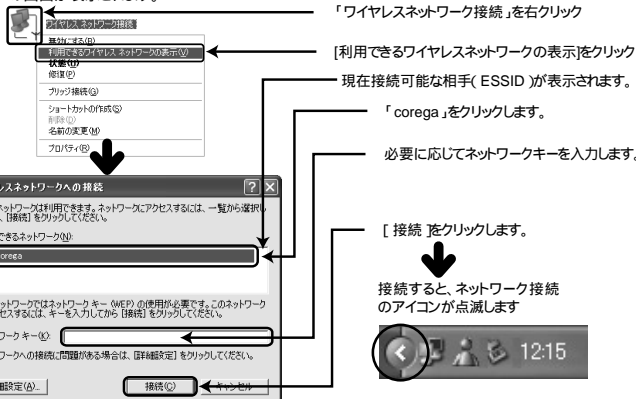 「ワイヤレスネットワーク接続」を右クリック
ワイヤレス ネットワーク接続
無効にする(B)
利用できるワイヤレス ネットワークの表示(V)
状態(U)
修復(P)
ブリッジ接続(G)
ショートカットの作成(S)
削除(D)
名前の変更(M)
プロパティ(R)
[利用できるワイヤレスネットワークの表示]をクリック
現在接続可能な相手( ESSID )が表示されます。
「 corega 」をクリックします。
必要に応じてネットワークキーを入力します。
[ 接続 ]をクリックします。
接続すると、ネットワーク接続
のアイコンが点滅します
12:15
レスネットワークへの接続
ットワークは利用できます。ネットワークにアクセスするには、一覧から選択し
、[接続] をクリックしてください。
できるネットワーク(N):
orega
ットワークではネットワーク キー (WEP) の使用が必要です。このネットワーク
セスするには、キーを入力してから [接続] をクリックしてください。
ワーク キー(K):
ワークへの接続に問題がある場合は、[詳細設定] をクリックしてください。
細設定(A)...
接続(C)
キャンセル